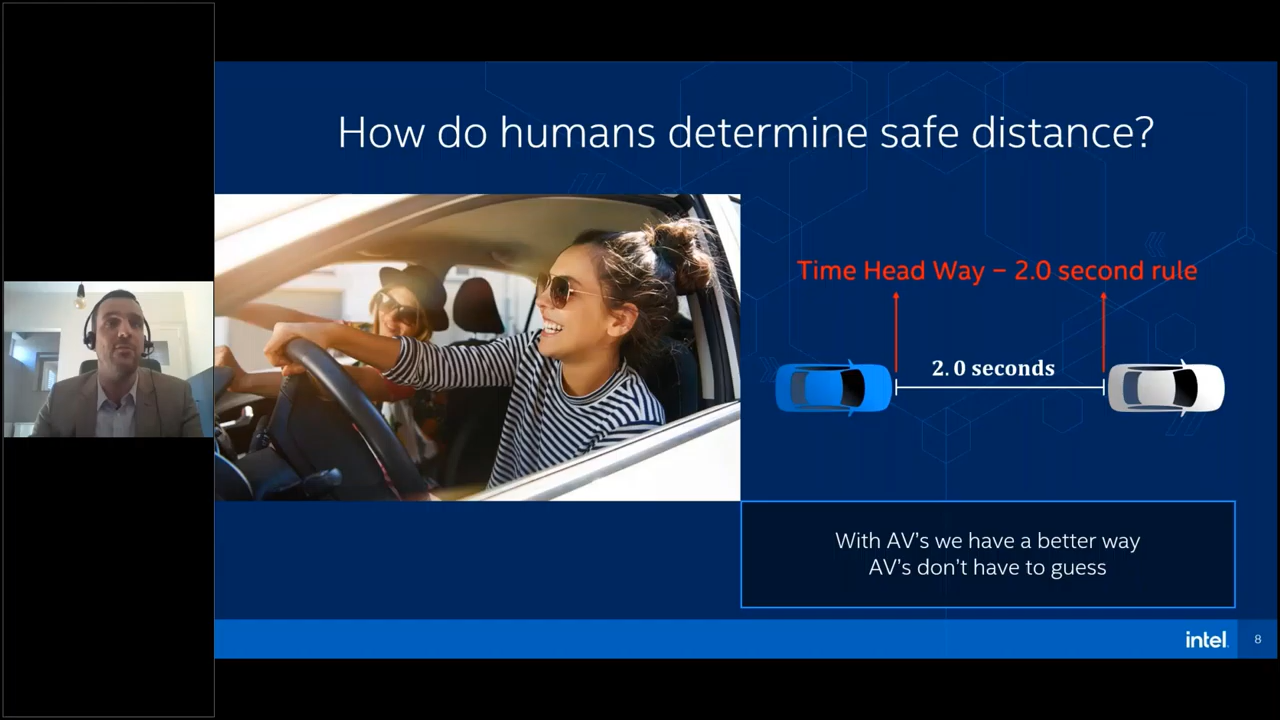 How do humans determine safe distance?
Time Head Way – 2.0 second rule
2.0 seconds
With AV's we have a better way
AV's don't have to guess
intel.
8